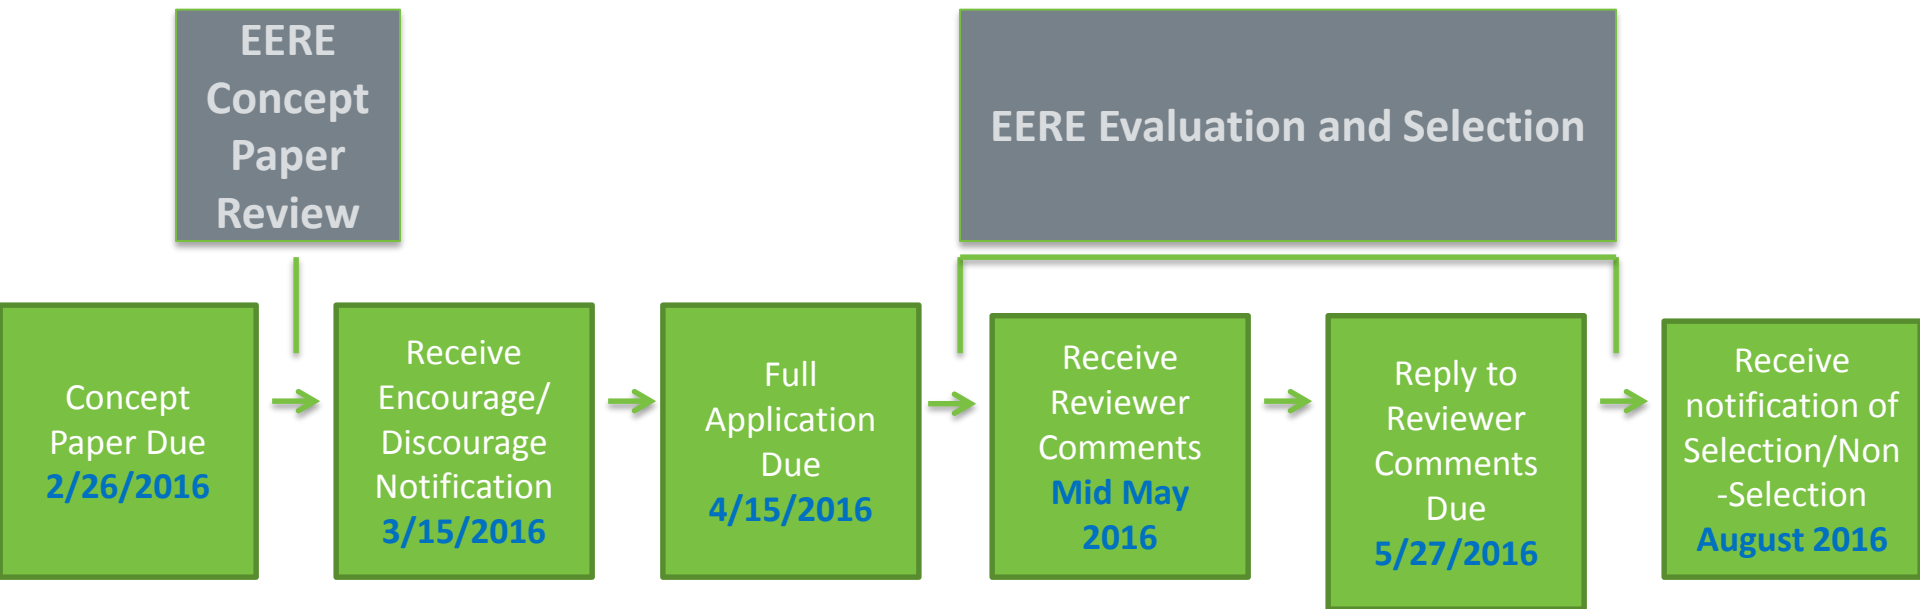 EERE
Concept
Paper
Review
EERE Evaluation and Selection
Concept
Paper Due
2/26/2016
Receive
Encourage/
Discourage
Notification
3/15/2016
Full
Application
Due
4/15/2016
Receive
Reviewer
Comments
Mid May
2016
Reply to
Reviewer
Comments
Due
5/27/2016
Receive
notification of
Selection/Non
-Selection
August 2016